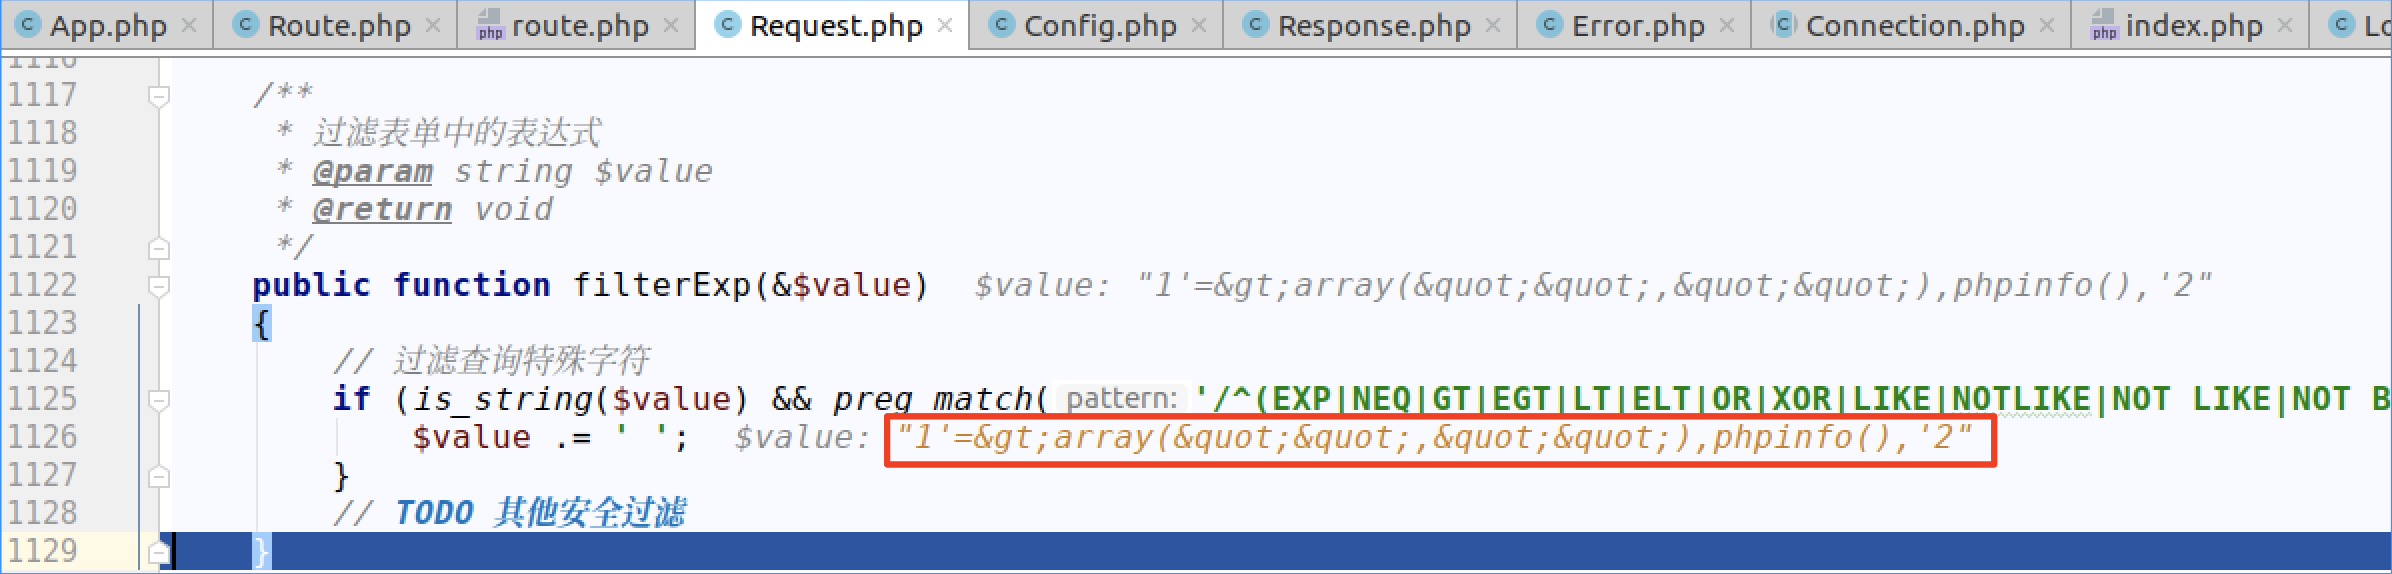 App.php Route.php route.php Request.php Config.php Response.php Error.php Connection.php index.php Lo
1116
1117 /**
1118 * 过滤表单中的表达式
1119 * @param string $value
1120 * @return void
1121 */
1122 public function filterExp(&$value) $value: "1'=&gt;array(&quot;&quot;,&quot;&quot;),phpinfo(),'2"
1123 {
1124 // 过滤查询特殊字符
1125 if (is_string($value) && preg_match( pattern: '/^(EXP|NEQ|GT|EGT|LT|ELT|OR|XOR|LIKE|NOTLIKE|NOT LIKE|NOT B
1126 $value .= ' '; $value: "1'=&gt;array(&quot;&quot;,&quot;&quot;),phpinfo(),'2"
1127 }
1128 // TODO 其他安全过滤
1129 }